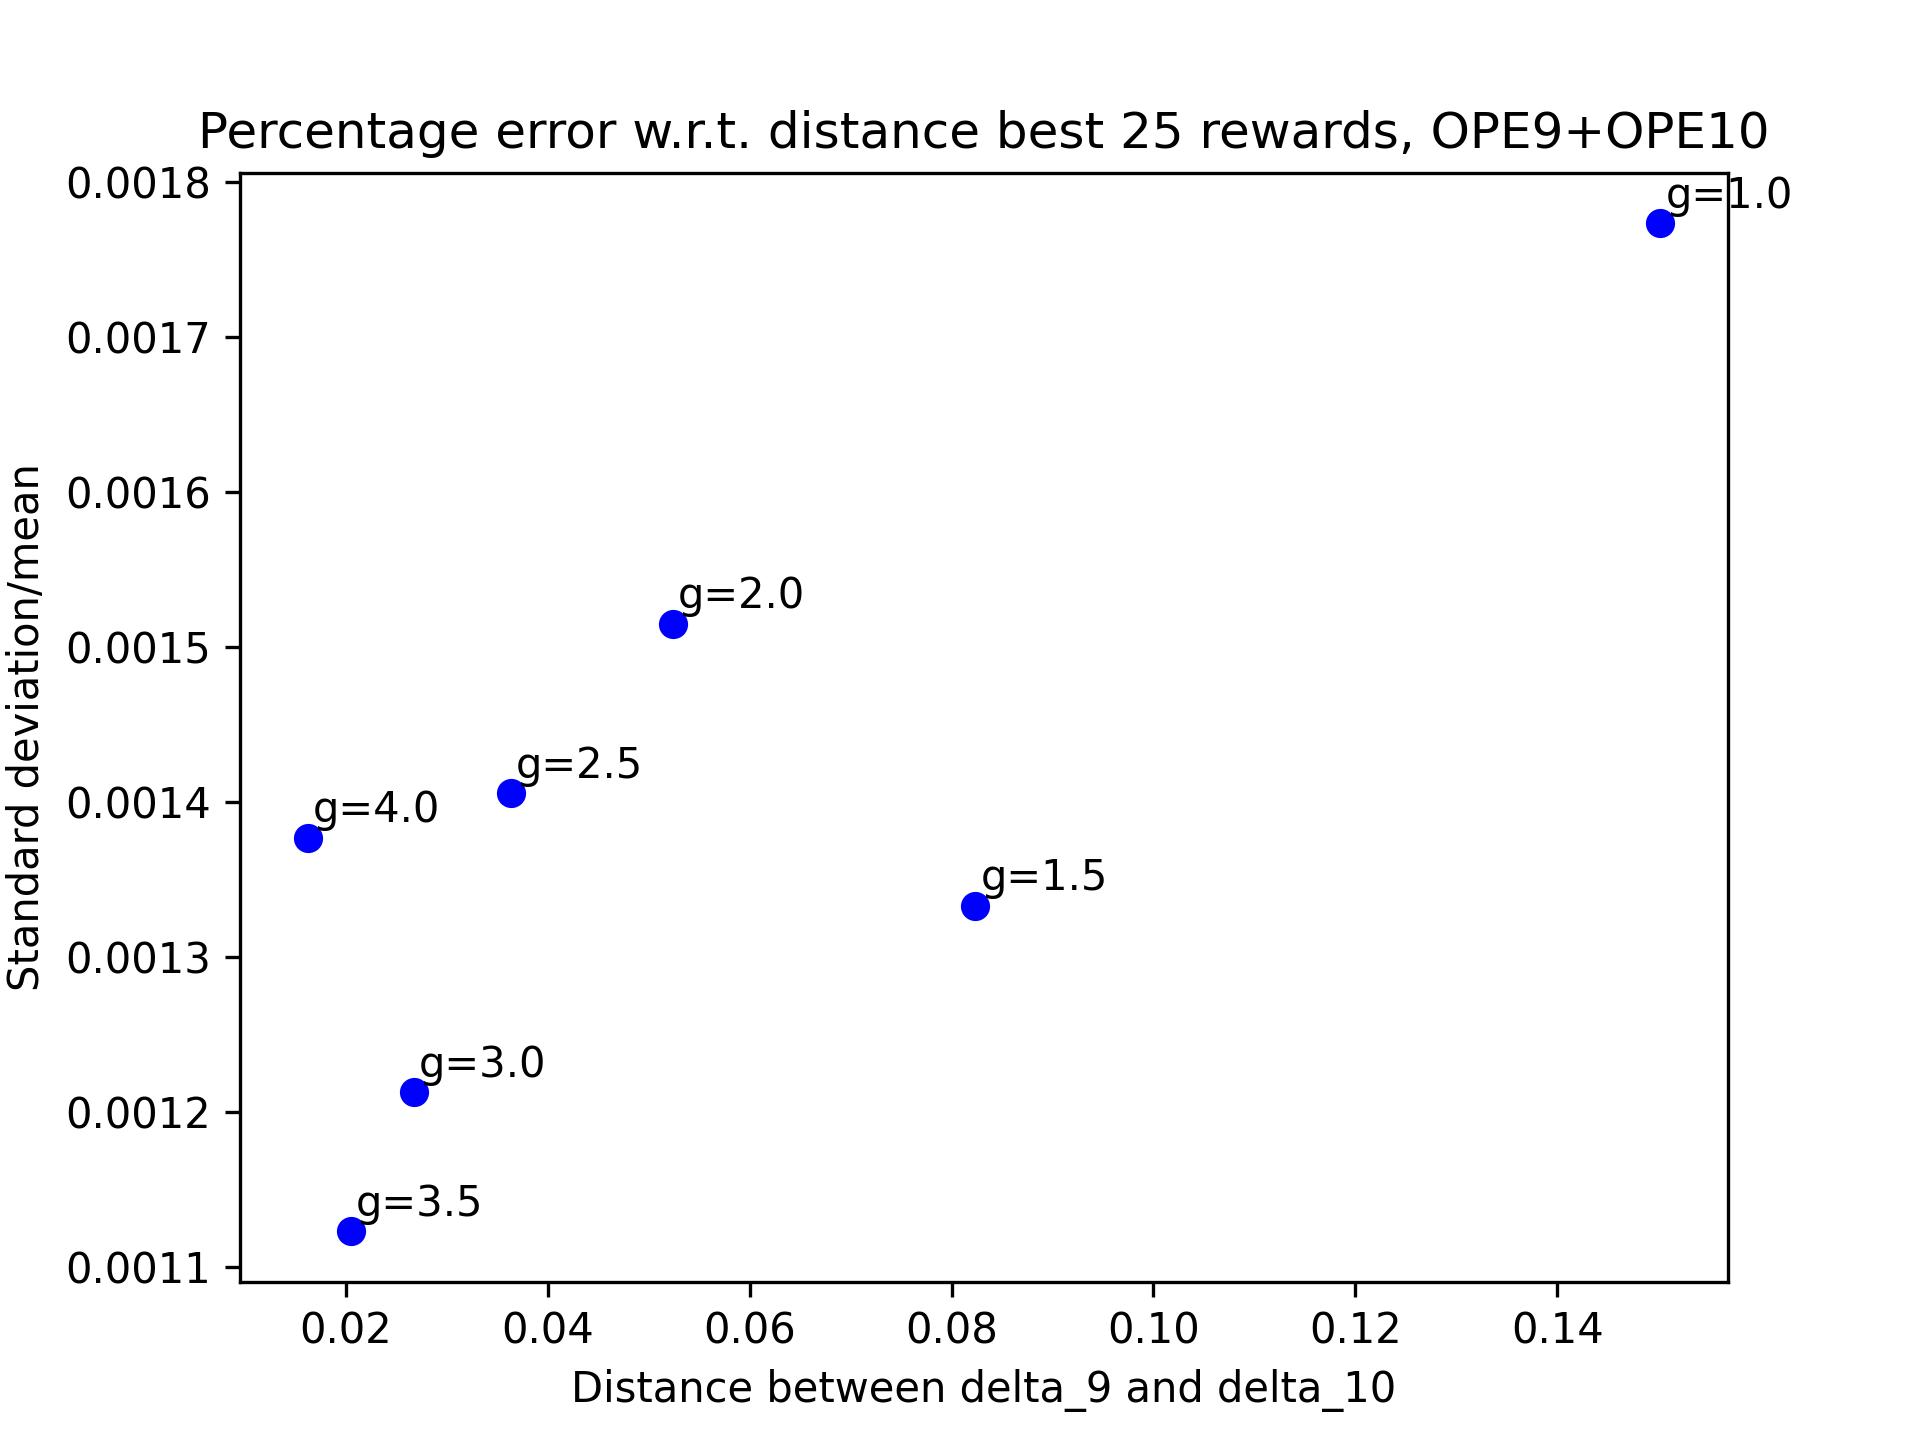 Percentage error w.r.t. distance best 25 rewards, OPE9+OPE10
0.0018
g=1.0
0.0017
0.0016
g=2.0
0.0015
g=2.5
0.0014
g=4.0
g=1.5
0.0013
g=3.0
0.0012
g=3.5
0.0011
Standard deviation/mean
0.02 0.04 0.06 0.08 0.10 0.12 0.14
Distance between delta_9 and delta_10